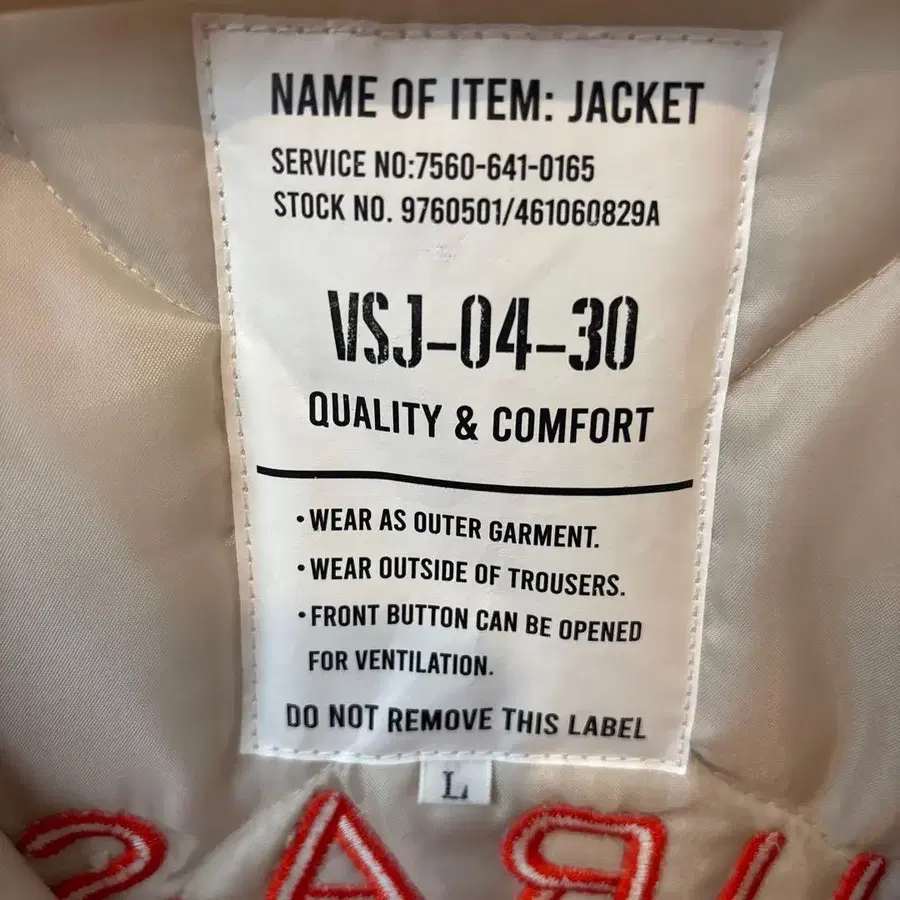 NAME OF ITEM: JACKET
SERVICE NO:7560-641-0165
STOCK NO. 9760501/461060829A
VSJ-04-30
QUALITY & COMFORT
•WEAR AS OUTER GARMENT.
•WEAR OUTSIDE OF TROUSERS.
•FRONT BUTTON CAN BE OPENED
FOR VENTILATION.
DO NOT REMOVE THIS LABEL
L